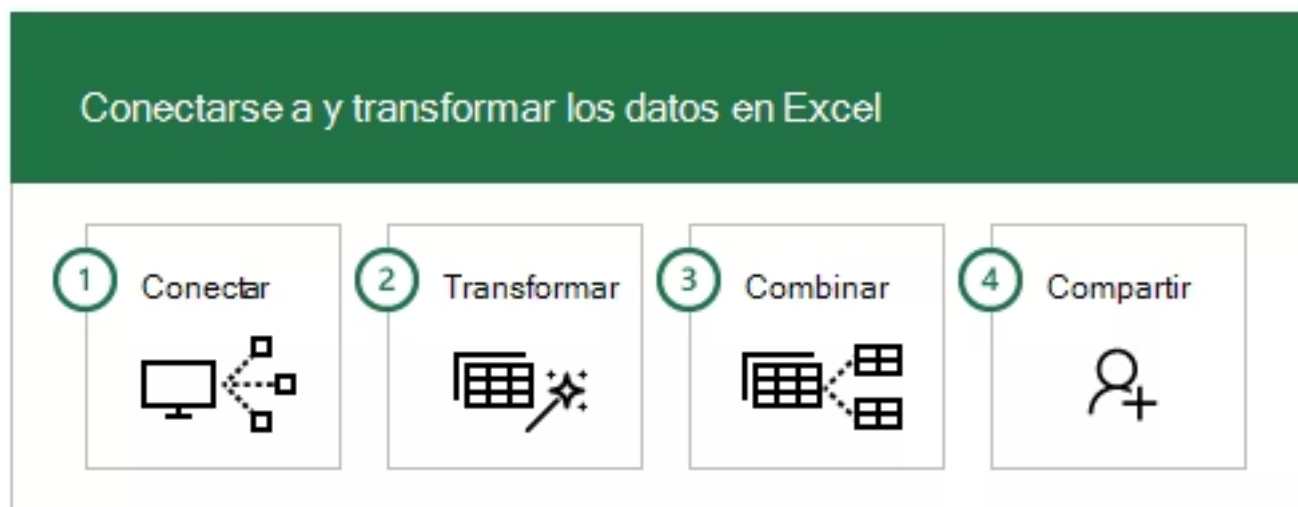 Conectarse a y transformar los datos en Excel
1 Conectar
2 Transformar
3 Combinar
4 Compartir